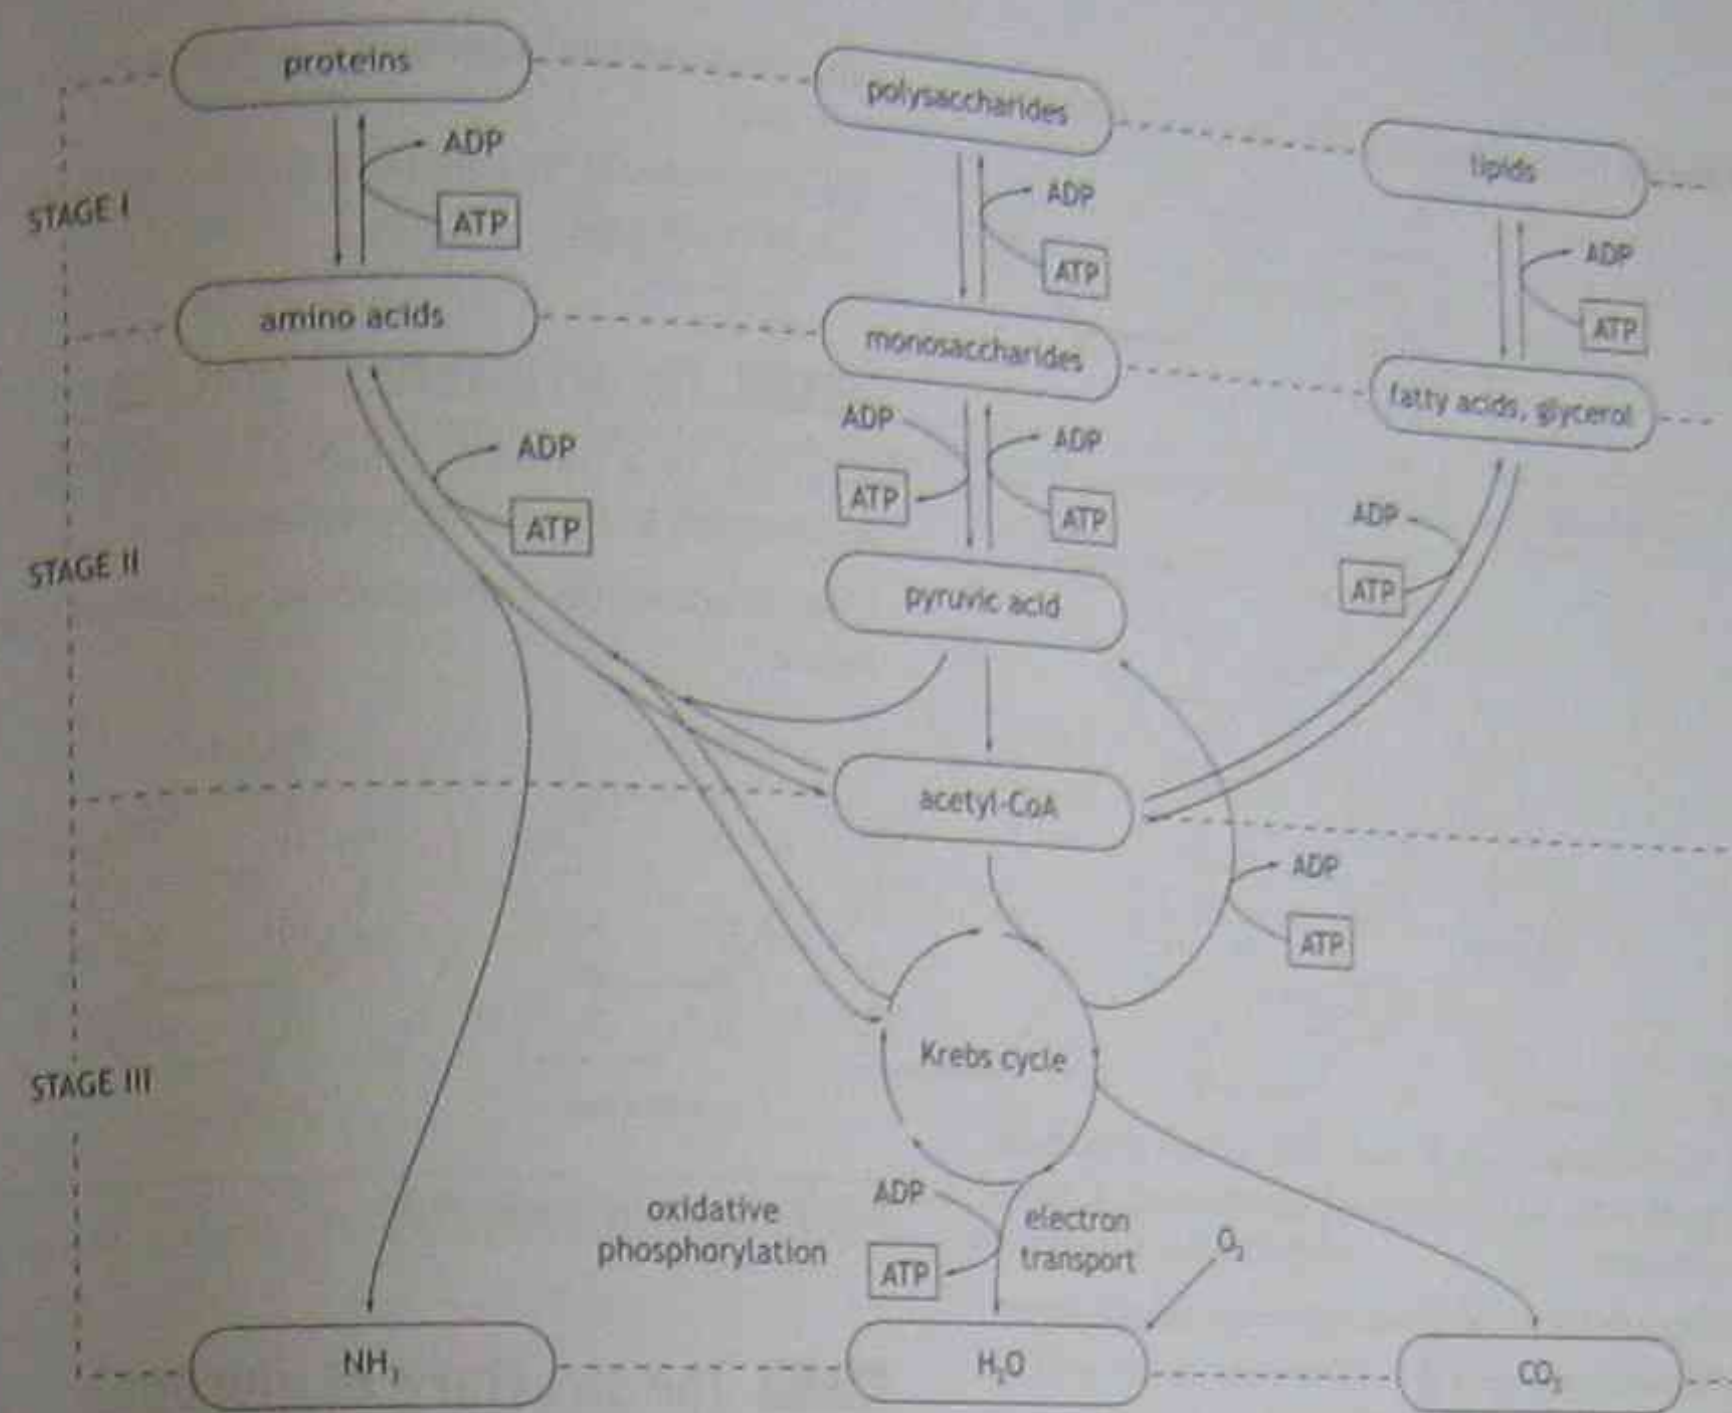 proteins
polysaccharides
lipids
ADP
ADP
ADP
STAGE I
ATP
ATP
ATP
amino acids
monosaccharides
fatty acids, glycerol
ADP
ADP
ADP
ADP
ATP
ATP
ATP
ATP
STAGE II
pyruvic acid
acetyl-CoA
ADP
ATP
Krebs cycle
STAGE III
ADP
oxidative
phosphorylation
electron
transport
O₂
ATP
NH₃
H₂O
CO₂